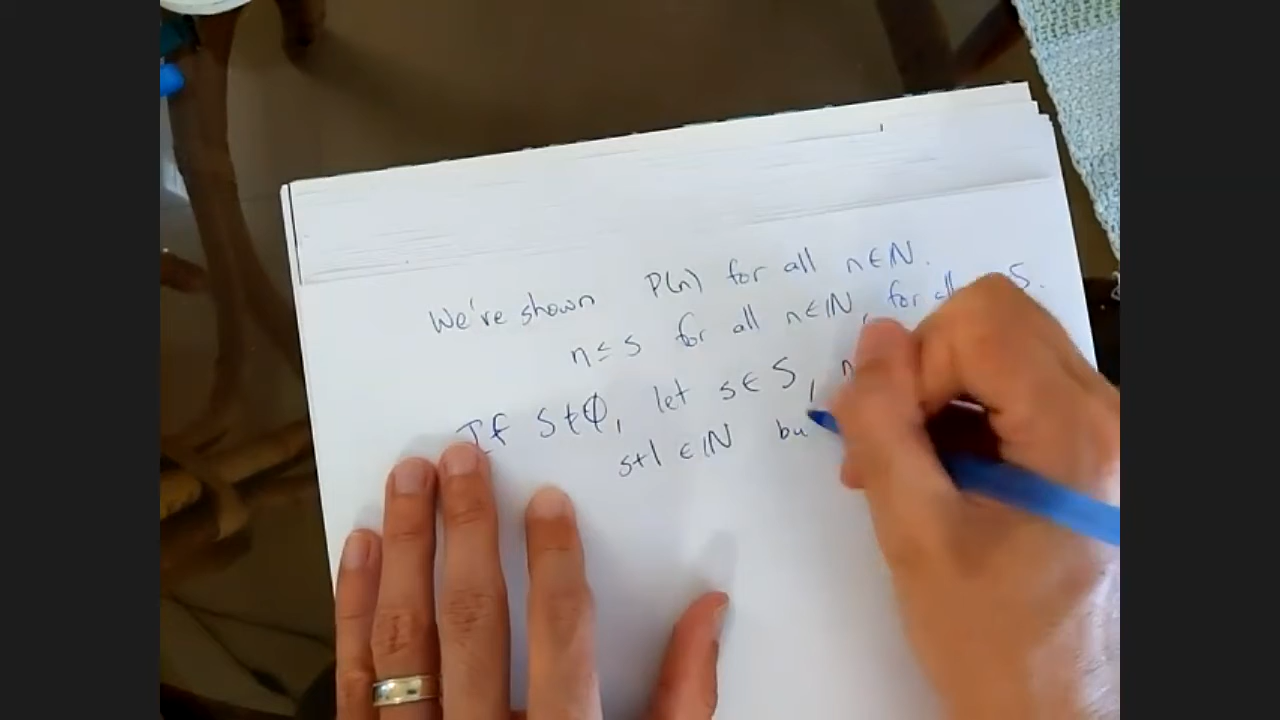 We've shown P(n) for all n∈ℕ.
n≤s for all n∈ℕ, for all S.
If S≠∅, let s∈S,
s+1∈ℕ bu